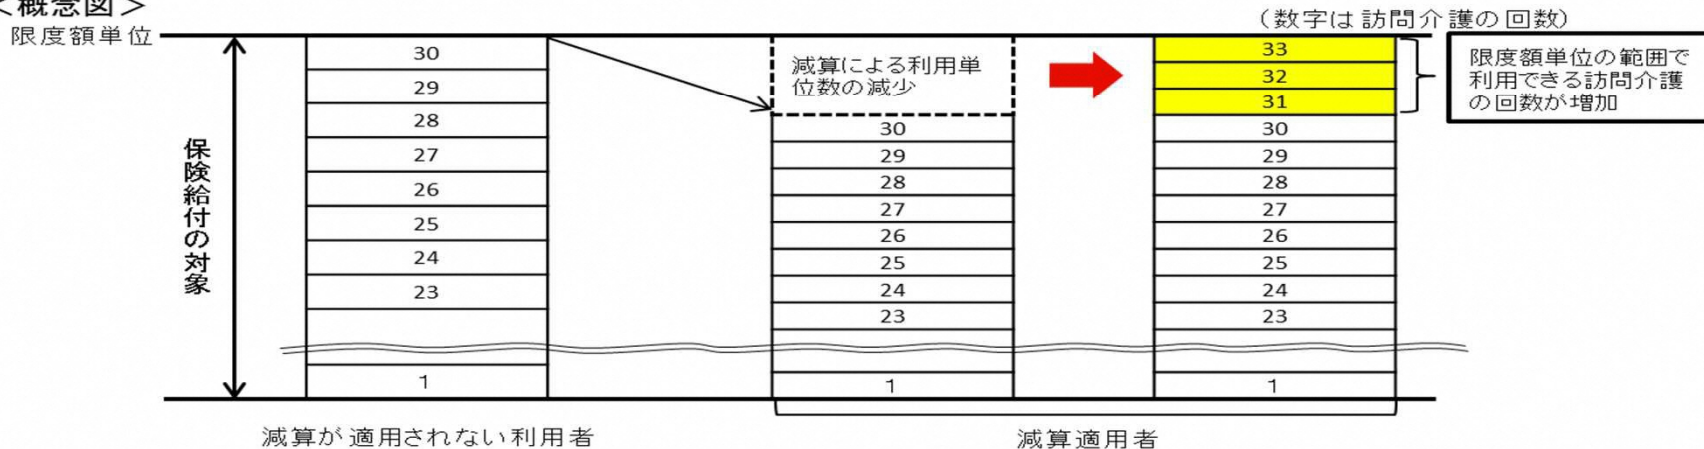 ＜概念図＞
（数字は訪問介護の回数）
限度額単位
保険給付の対象
30
29
28
27
26
25
24
23
1
減算による利用単
位数の減少
30
29
28
27
26
25
24
23
1
33
32
31
30
29
28
27
26
25
24
23
1
限度額単位の範囲で
利用できる訪問介護
の回数が増加
減算が適用されない利用者
減算適用者